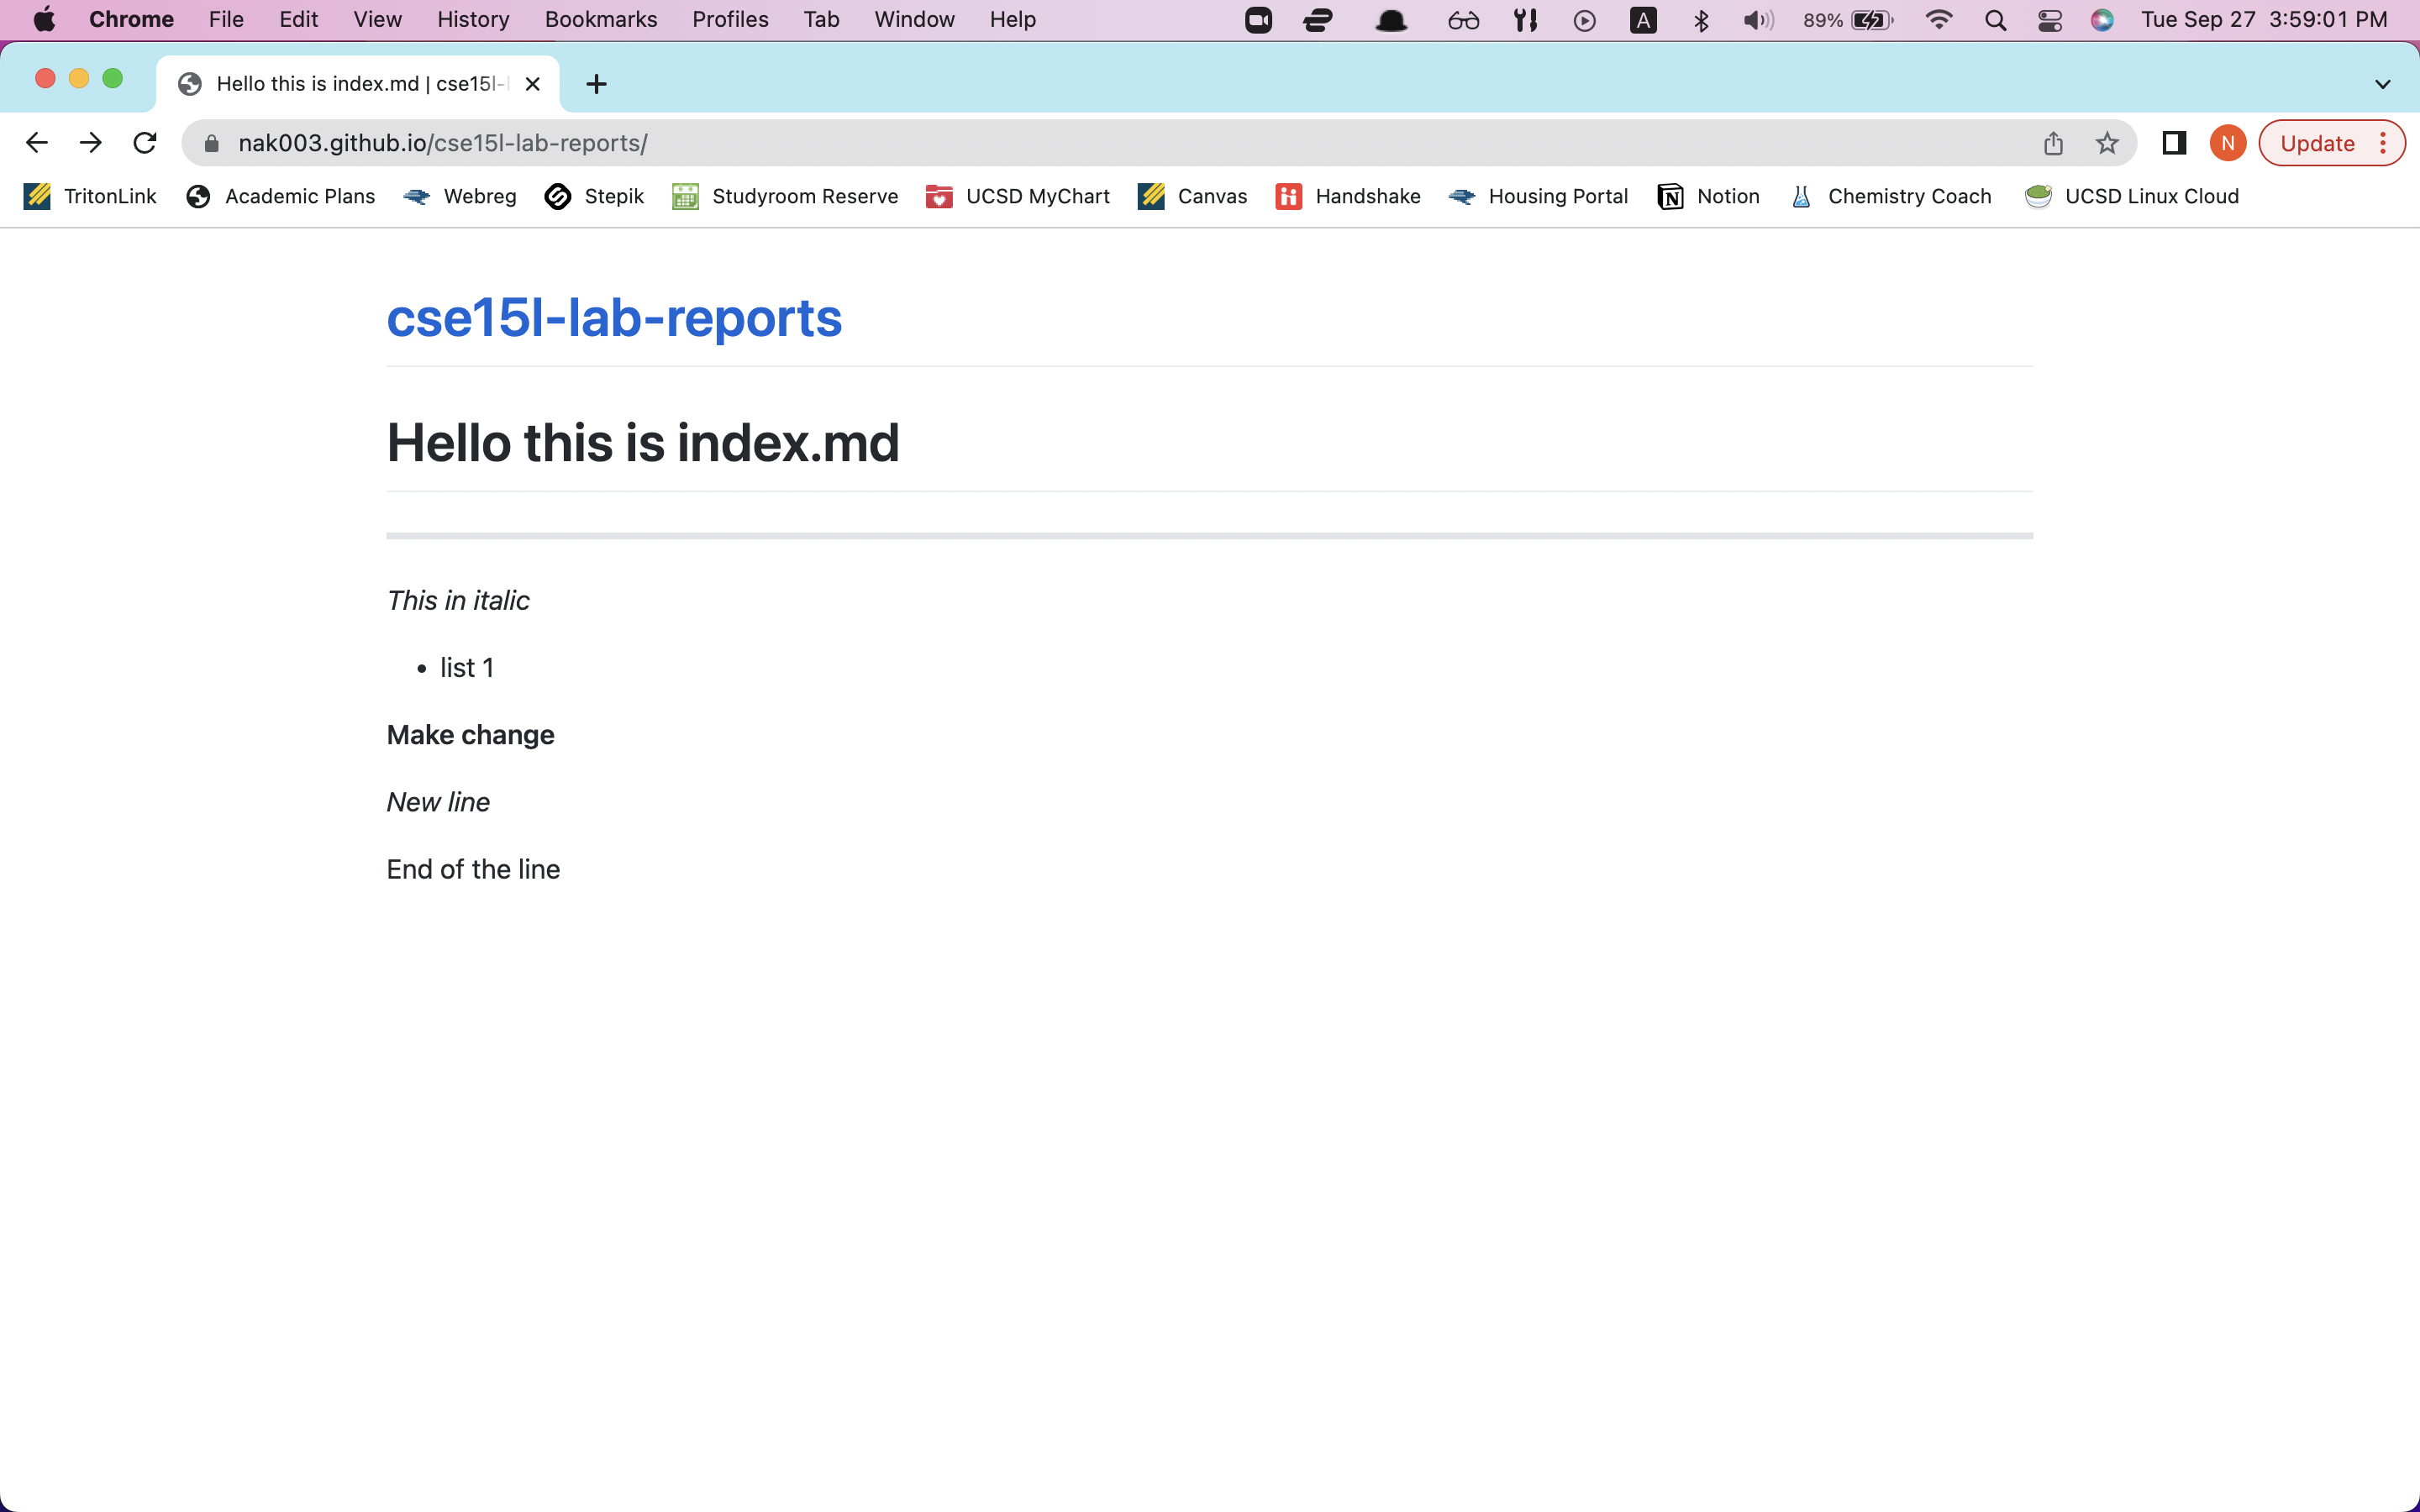 Chrome File Edit View History Bookmarks Profiles Tab Window Help A 89% Tue Sep 27 3:59:01 PM
Hello this is index.md | cse15l-
nak003.github.io/cse15l-lab-reports/ N Update
TritonLink Academic Plans Webreg Stepik Studyroom Reserve UCSD MyChart Canvas Handshake Housing Portal Notion Chemistry Coach UCSD Linux Cloud
cse15l-lab-reports
Hello this is index.md
This in italic
• list 1
Make change
New line
End of the line